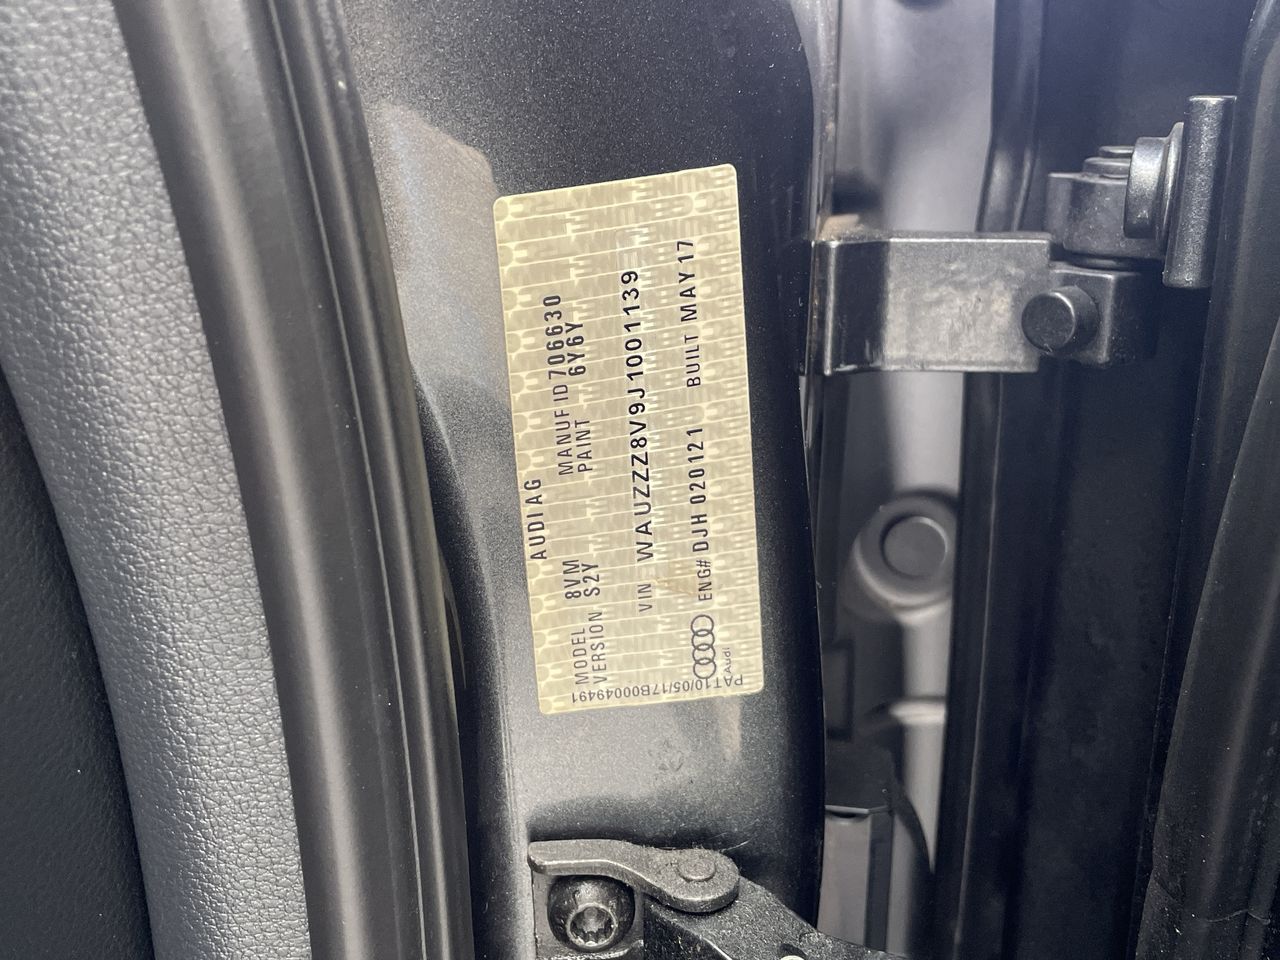 AUDI AG
MODEL 8VM MANUF ID 706630
VERSION S2Y PAINT 6Y6Y
VIN WAUZZZ8V9J1001139
ENG# DJH 020121 BUILT MAY 17
Audi
PAT10/05/17B00049491